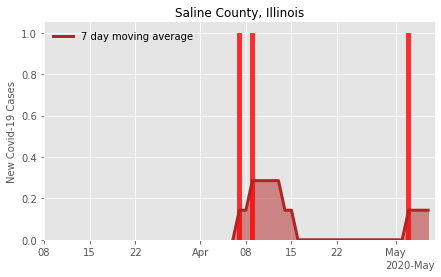 Saline County, Illinois
7 day moving average
New Covid-19 Cases
1.0
0.8
0.6
0.4
0.2
0.0
08 15 22 Apr 08 15 22 May
2020-May